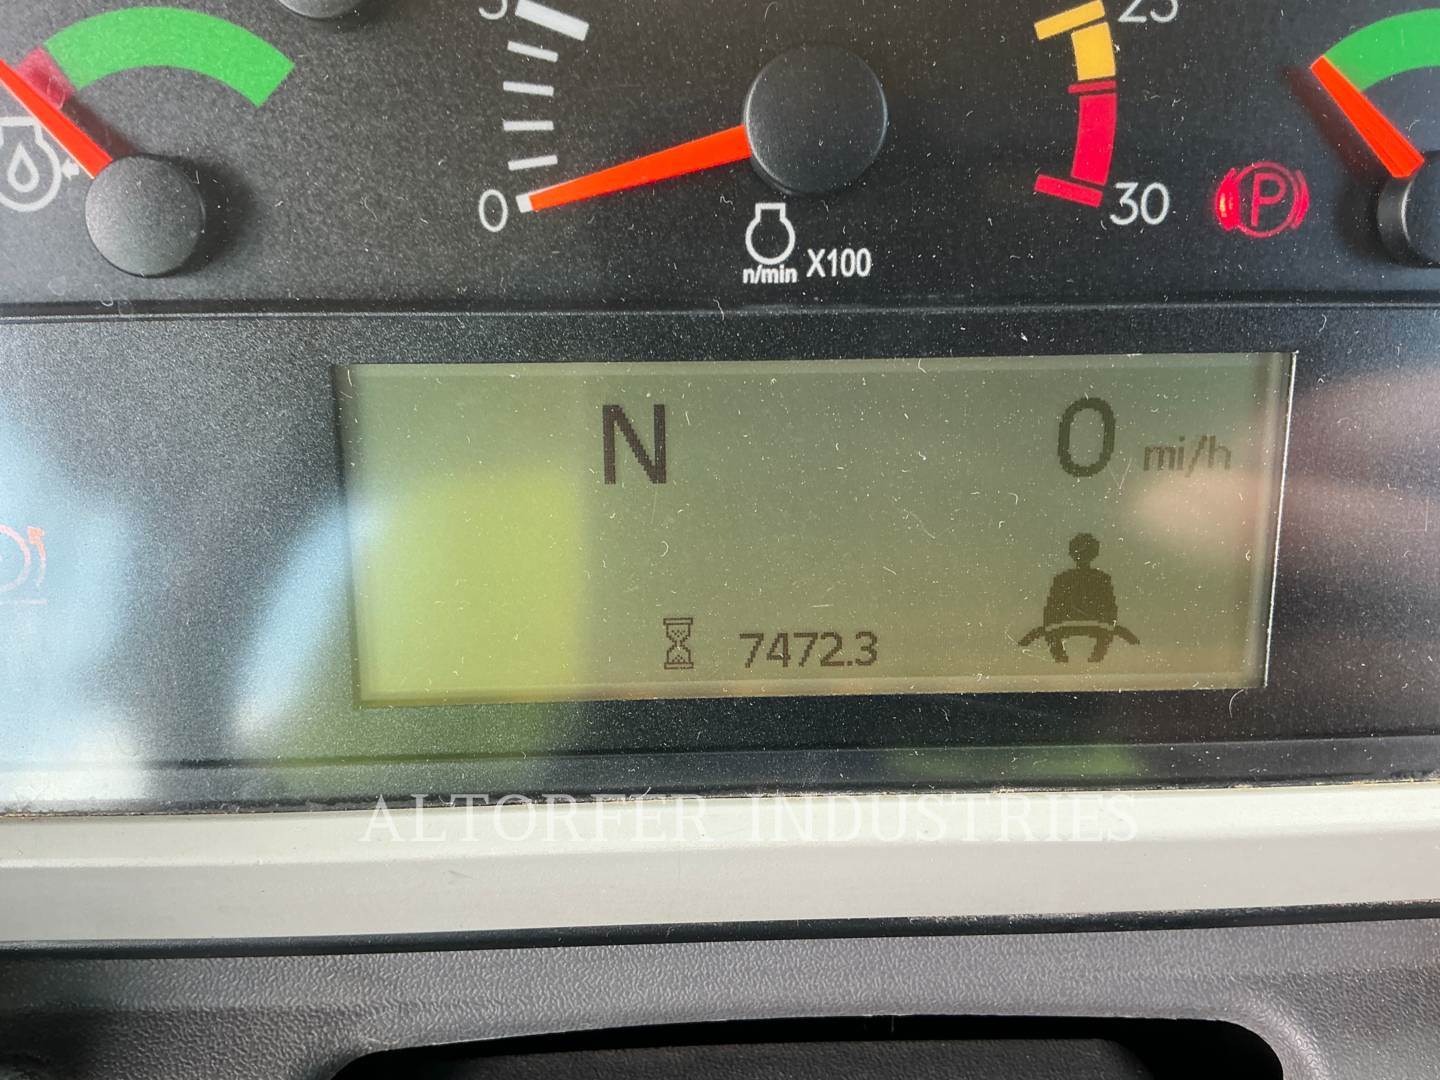 5 25
0 30
P
n/min X100
N 0 mi/h
7472.3
ALTORFER INDUSTRIES